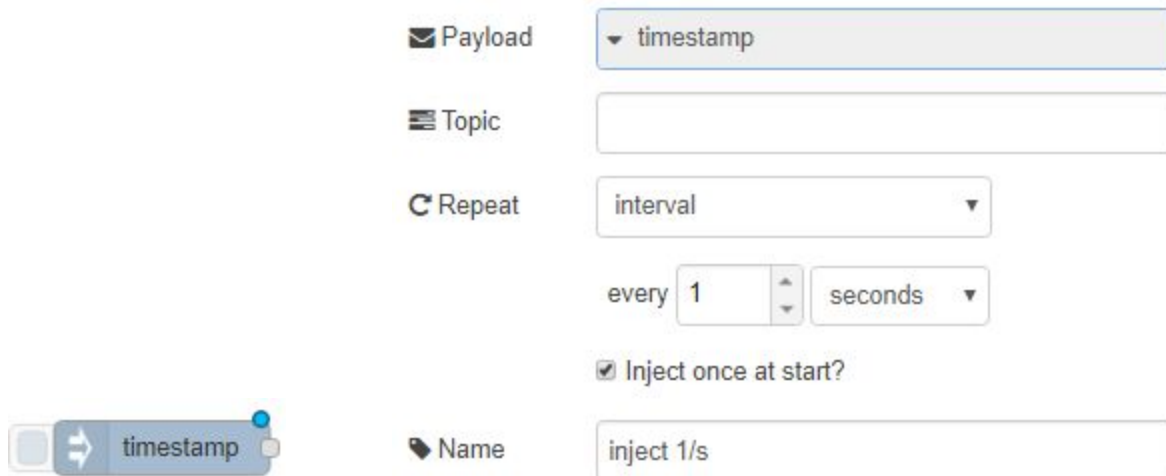 Payload timestamp
Topic
Repeat interval
every 1 seconds
Inject once at start?
timestamp Name inject 1/s